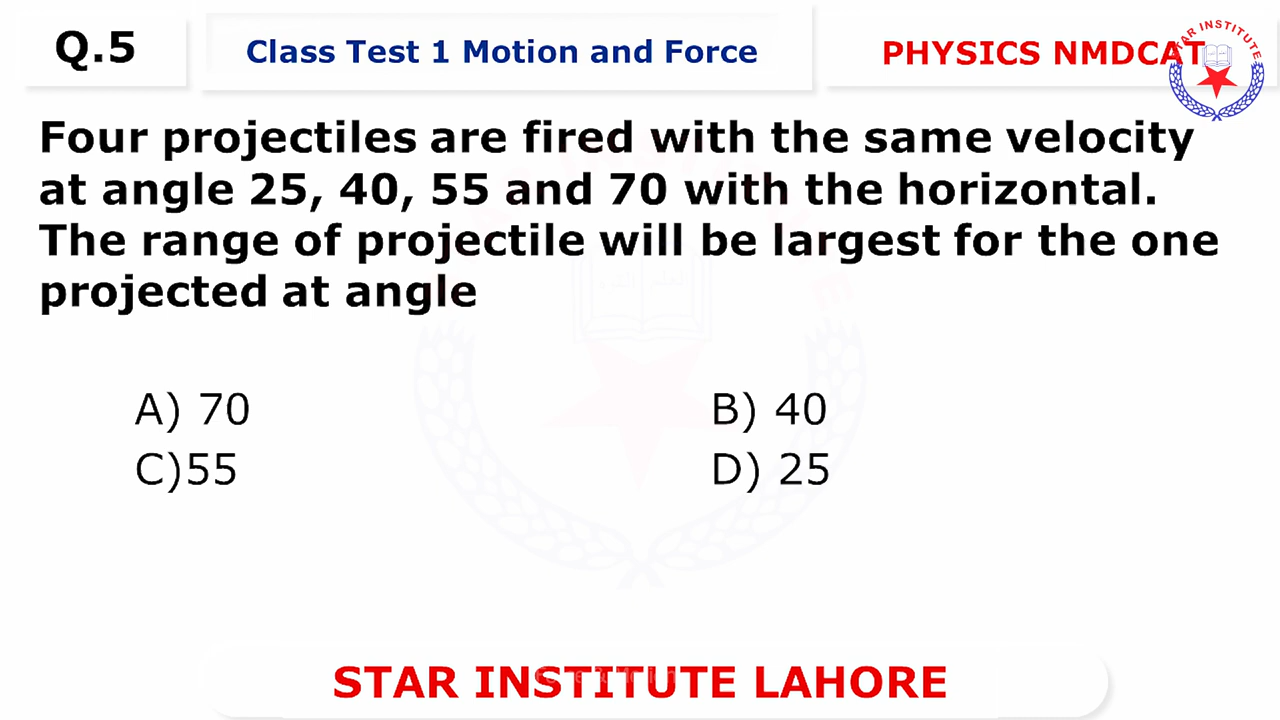 Q.5
Class Test 1 Motion and Force
PHYSICS NMDCAT
STAR INSTITUTE
Four projectiles are fired with the same velocity
at angle 25, 40, 55 and 70 with the horizontal.
The range of projectile will be largest for the one
projected at angle
A) 70
B) 40
C)55
D) 25
STAR INSTITUTE LAHORE